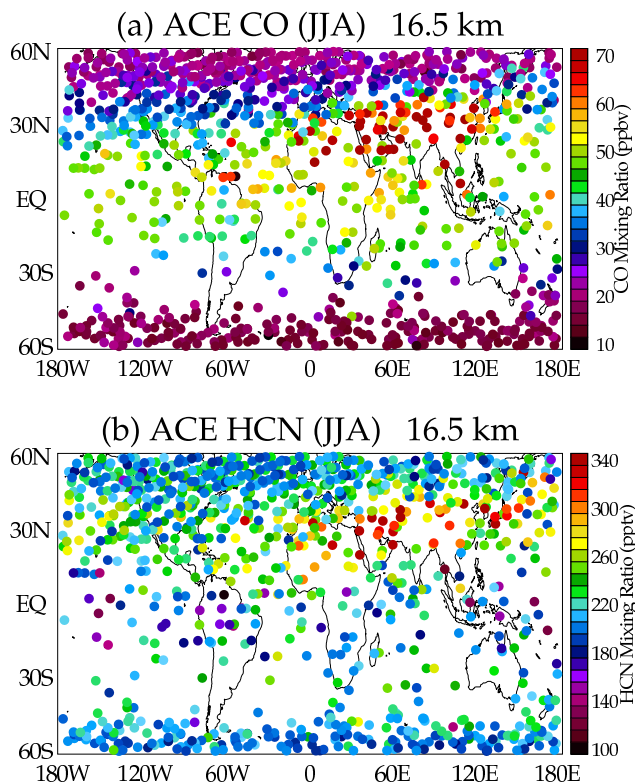 (a) ACE CO (JJA) 16.5 km
60N
30N
EQ
30S
60S
180W 120W 60W 0 60E 120E 180E
70
60
50
40
30
20
10
CO Mixing Ratio (ppbv)
(b) ACE HCN (JJA) 16.5 km
60N
30N
EQ
30S
60S
180W 120W 60W 0 60E 120E 180E
340
300
260
220
180
140
100
HCN Mixing Ratio (pptv)